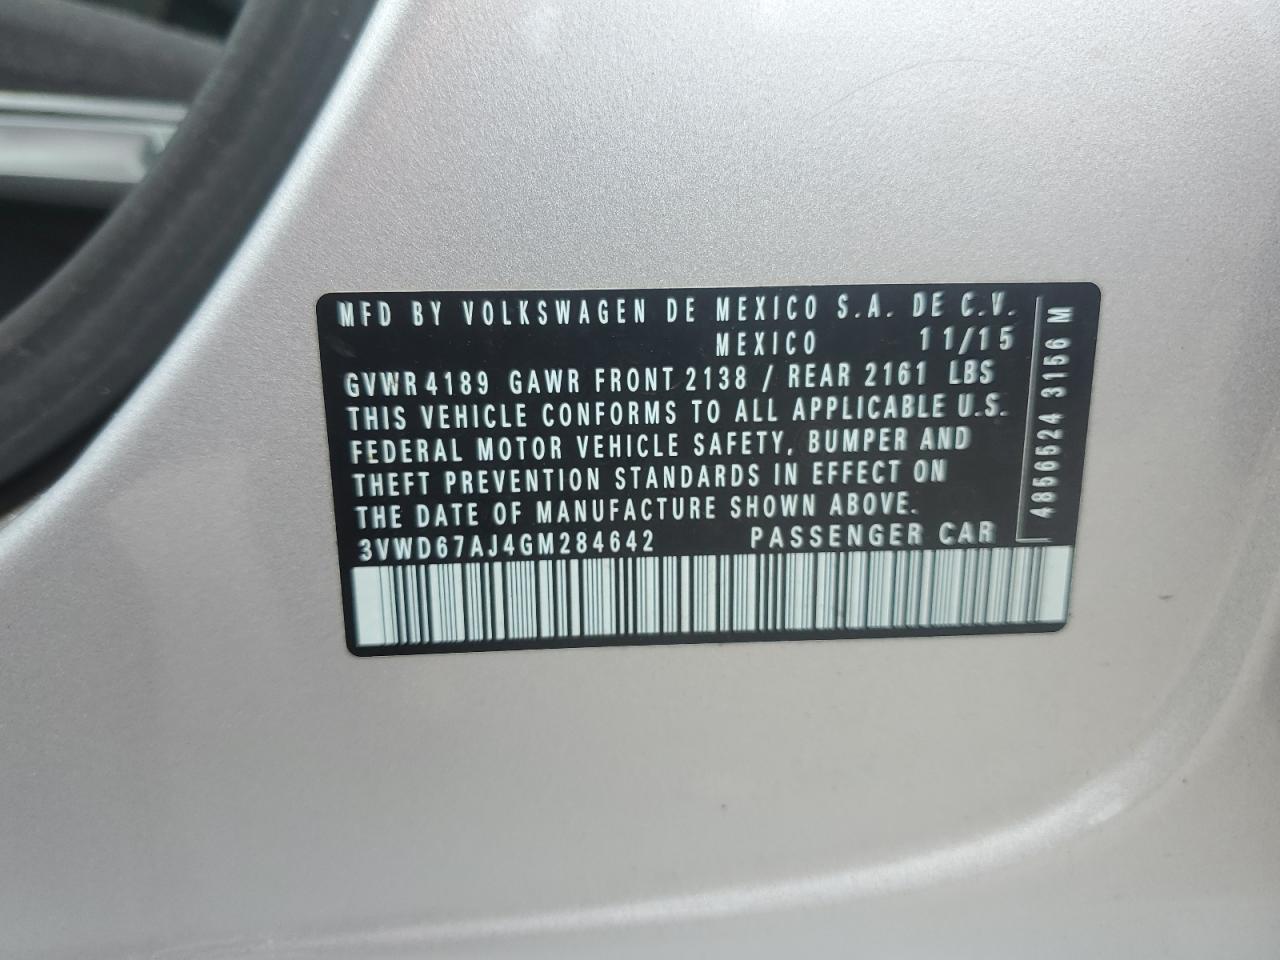 MFD BY VOLKSWAGEN DE MEXICO S.A. DE C.V.
MEXICO 11/15
GVWR 4189 GAWR FRONT 2138 / REAR 2161 LBS
THIS VEHICLE CONFORMS TO ALL APPLICABLE U.S.
FEDERAL MOTOR VEHICLE SAFETY, BUMPER AND
THEFT PREVENTION STANDARDS IN EFFECT ON
THE DATE OF MANUFACTURE SHOWN ABOVE.
3VWD67AJ4GM284642 PASSENGER CAR
4856524 3156 M